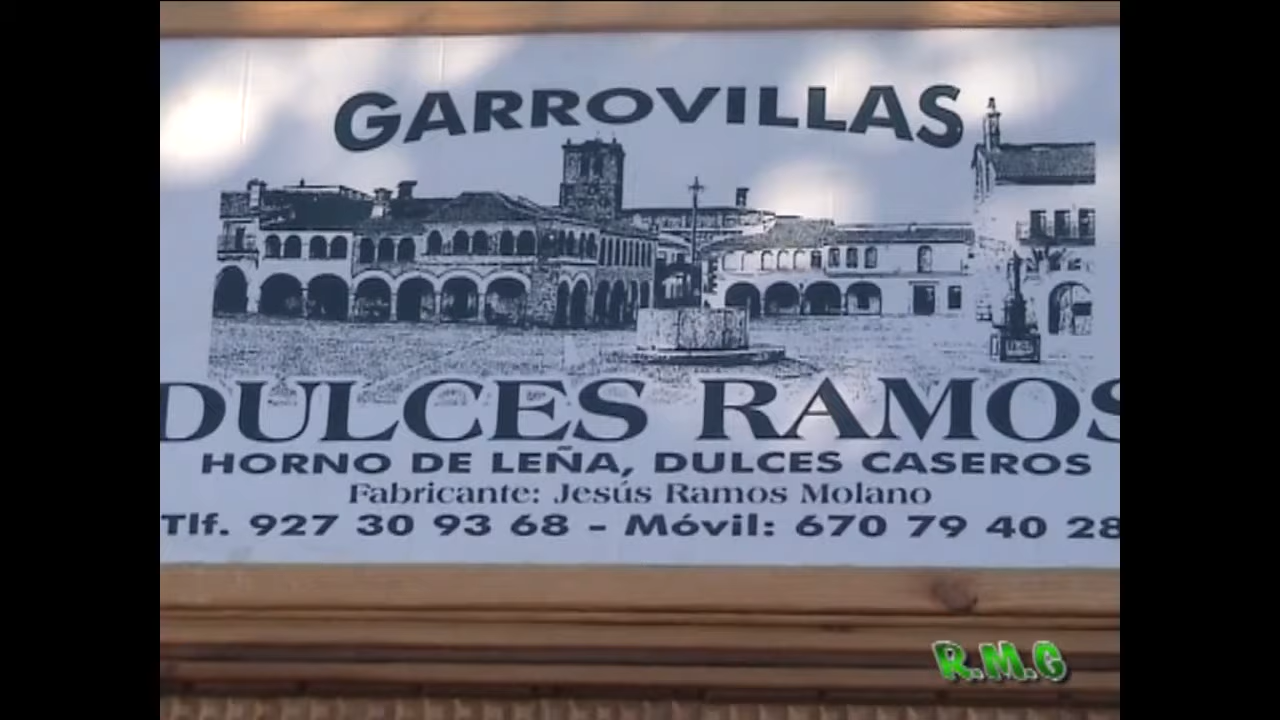 GARROVILLAS
DULCES RAMOS
HORNO DE LEÑA, DULCES CASEROS
Fabricante: Jesús Ramos Molano
Tlf. 927 30 93 68 - Móvil: 670 79 40 28
R.M.G